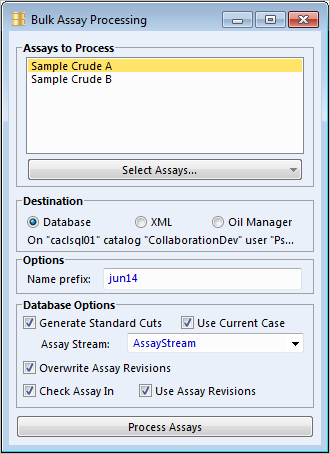 Bulk Assay Processing
Assays to Process
Sample Crude A
Sample Crude B
Select Assays...
Destination
Database XML Oil Manager
On "caclsql01" catalog "CollaborationDev" user "Ps...
Options
Name prefix: jun14
Database Options
Generate Standard Cuts Use Current Case
Assay Stream: AssayStream
Overwrite Assay Revisions
Check Assay In Use Assay Revisions
Process Assays